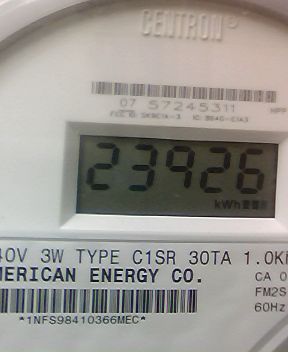 CENTRON
07 57245311
23926
kWh
40V 3W TYPE C1SR 30TA 1.0K
MERICAN ENERGY CO.
CA 0
FM2S
60Hz
*1NFS98410366MEC*